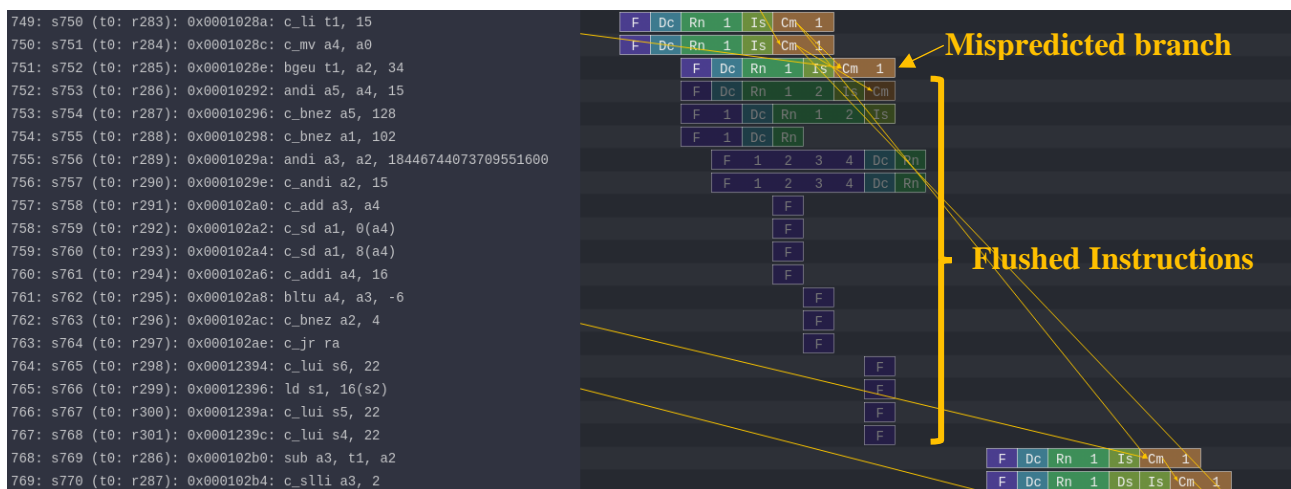 749: s750 (t0: r283): 0x0001028a: c_li t1, 15 F Dc Rn 1 Is Cm 1
750: s751 (t0: r284): 0x0001028c: c_mv a4, a0 F Dc Rn 1 Is Cm 1
Mispredicted branch
751: s752 (t0: r285): 0x0001028e: bgeu t1, a2, 34 F Dc Rn 1 Is Cm 1
752: s753 (t0: r286): 0x00010292: andi a5, a4, 15 F Dc Rn 1 2 Is Cm
753: s754 (t0: r287): 0x00010296: c_bnez a5, 128 F 1 Dc Rn 1 2 Is
754: s755 (t0: r288): 0x00010298: c_bnez a1, 102 F 1 Dc Rn
755: s756 (t0: r289): 0x0001029a: andi a3, a2, 18446744073709551600 F 1 2 3 4 Dc Rn
756: s757 (t0: r290): 0x0001029e: c_andi a2, 15 F 1 2 3 4 Dc Rn
757: s758 (t0: r291): 0x000102a0: c_add a3, a4 F
758: s759 (t0: r292): 0x000102a2: c_sd a1, 0(a4) F
759: s760 (t0: r293): 0x000102a4: c_sd a1, 8(a4) F
Flushed Instructions
760: s761 (t0: r294): 0x000102a6: c_addi a4, 16 F
761: s762 (t0: r295): 0x000102a8: bltu a4, a3, -6 F
762: s763 (t0: r296): 0x000102ac: c_bnez a2, 4 F
763: s764 (t0: r297): 0x000102ae: c_jr ra F
764: s765 (t0: r298): 0x00012394: c_lui s6, 22 F
765: s766 (t0: r299): 0x00012396: ld s1, 16(s2) F
766: s767 (t0: r300): 0x0001239a: c_lui s5, 22 F
767: s768 (t0: r301): 0x0001239c: c_lui s4, 22 F
768: s769 (t0: r286): 0x000102b0: sub a3, t1, a2 F Dc Rn 1 Is Cm 1
769: s770 (t0: r287): 0x000102b4: c_slli a3, 2 F Dc Rn 1 Ds Is Cm 1